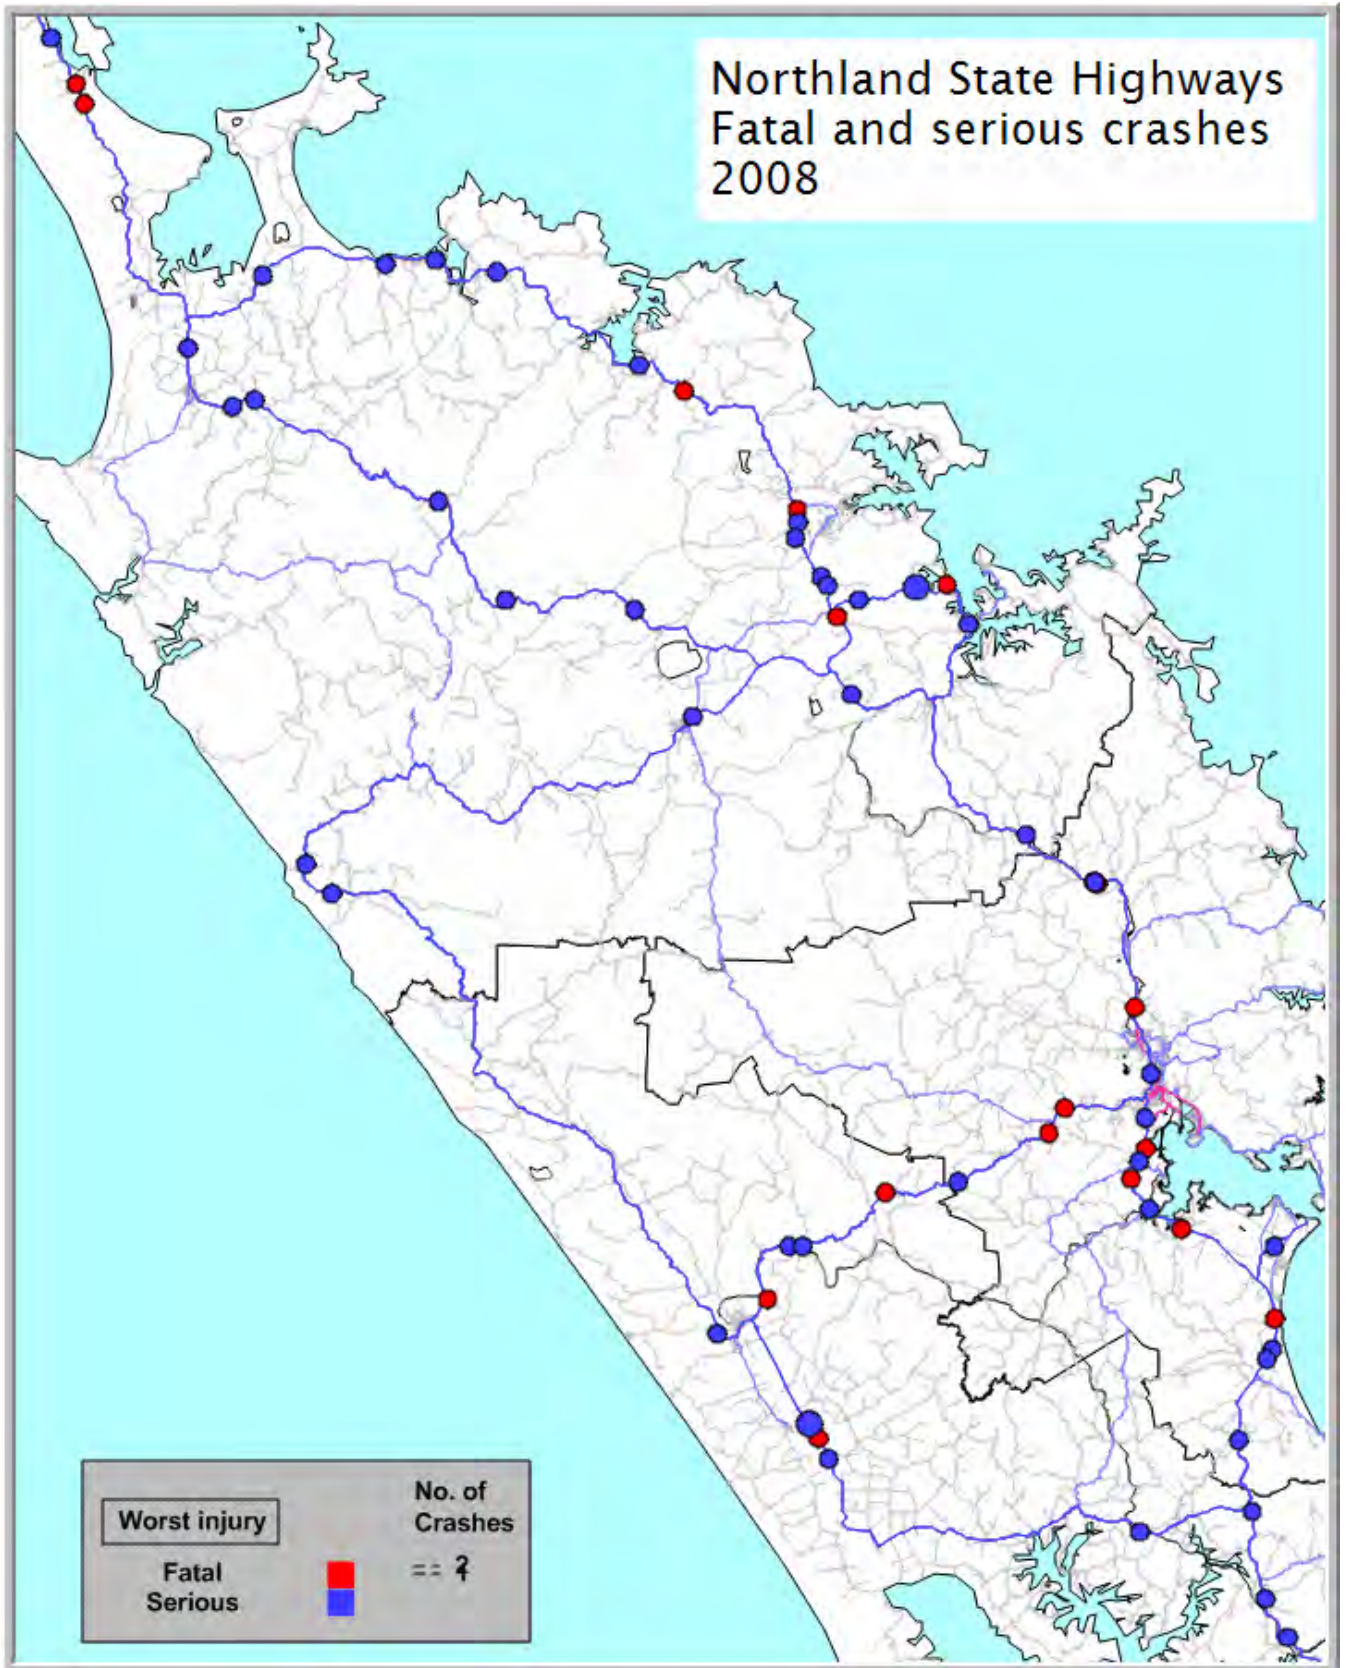 Northland State Highways
Fatal and serious crashes
2008
No. of
Crashes
Worst injury
Fatal
Serious